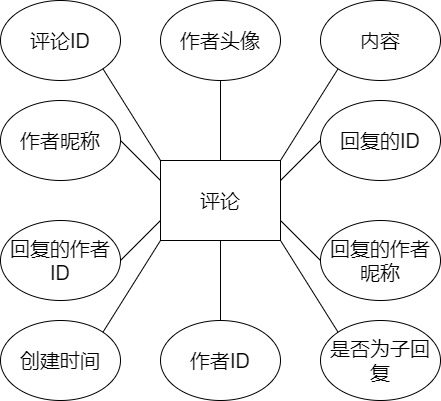 评论ID
作者头像
内容
作者昵称
回复的ID
评论
回复的作者
ID
回复的作者
昵称
创建时间
作者ID
是否为子回
复